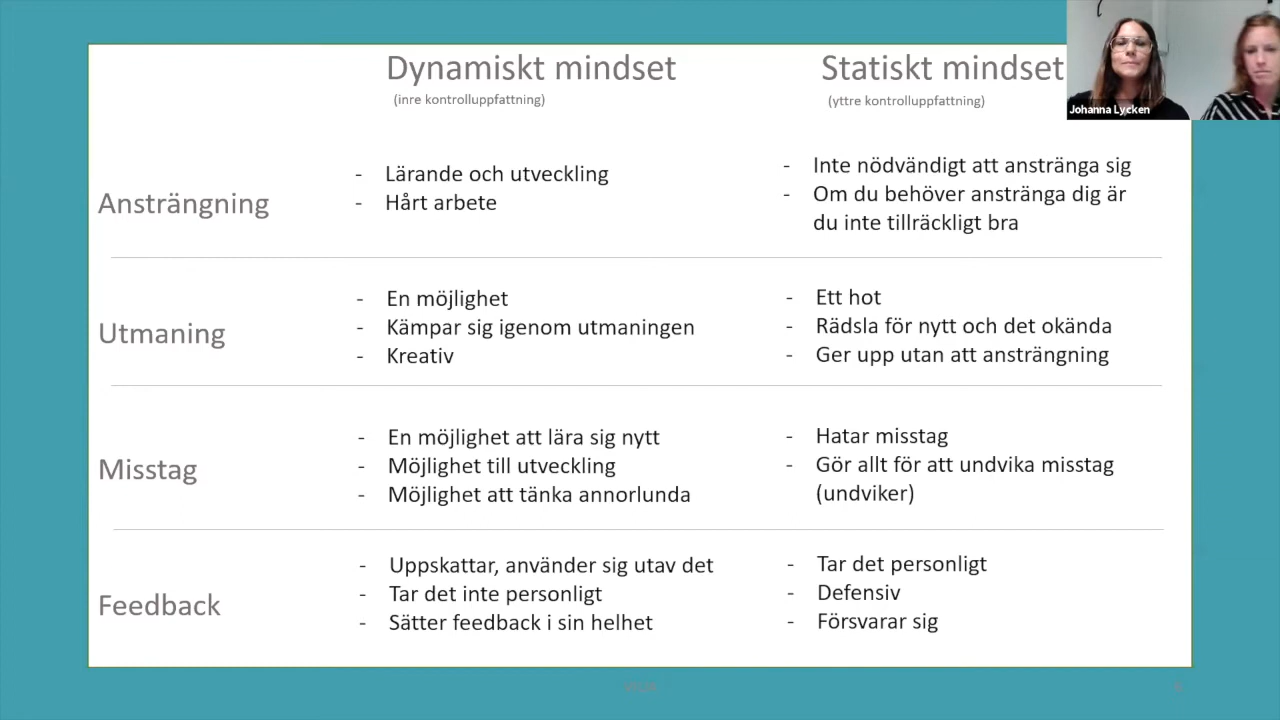 Dynamiskt mindset
(inre kontrolluppfattning)
Statiskt mindset
(yttre kontrolluppfattning)
Johanna Lycken
Ansträngning
- Lärande och utveckling
- Hårt arbete
- Inte nödvändigt att anstränga sig
- Om du behöver anstränga dig är
du inte tillräckligt bra
Utmaning
- En möjlighet
- Kämpar sig igenom utmaningen
- Kreativ
- Ett hot
- Rädsla för nytt och det okända
- Ger upp utan att ansträngning
Misstag
- En möjlighet att lära sig nytt
- Möjlighet till utveckling
- Möjlighet att tänka annorlunda
- Hatar misstag
- Gör allt för att undvika misstag
(undviker)
Feedback
- Uppskattar, använder sig utav det
- Tar det inte personligt
- Sätter feedback i sin helhet
- Tar det personligt
- Defensiv
- Försvarar sig